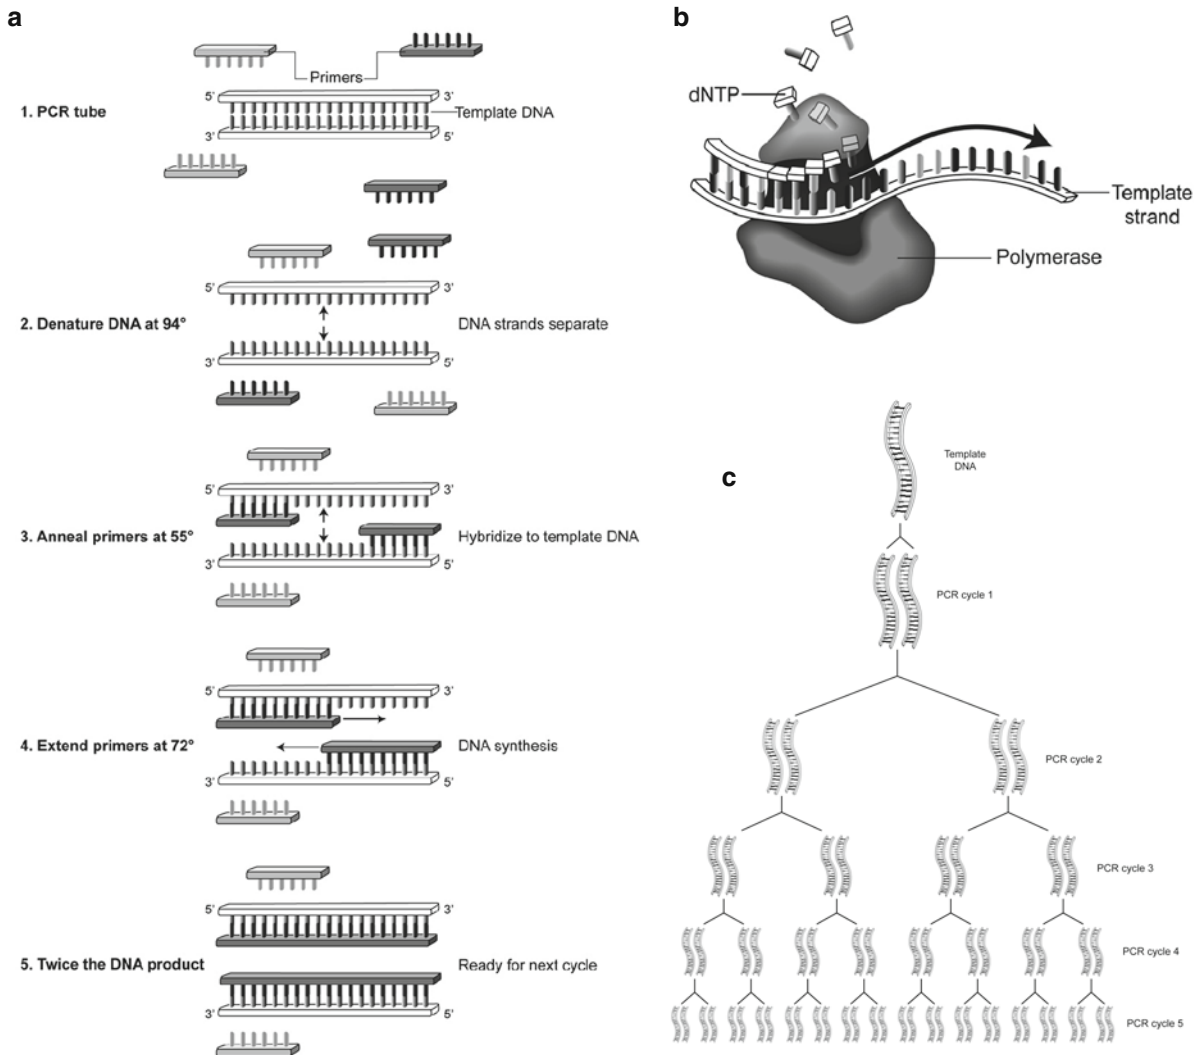 a
Primers
5'
3'
1. PCR tube
Template DNA
3'
5'
5'
3'
2. Denature DNA at 94°
DNA strands separate
3'
5'
5'
3'
3. Anneal primers at 55°
Hybridize to template DNA
3'
5'
5'
3'
4. Extend primers at 72°
DNA synthesis
3'
5'
5'
3'
5. Twice the DNA product
Ready for next cycle
3'
5'
b
dNTP
Template
strand
Polymerase
c
Template
DNA
PCR cycle 1
PCR cycle 2
PCR cycle 3
PCR cycle 4
PCR cycle 5